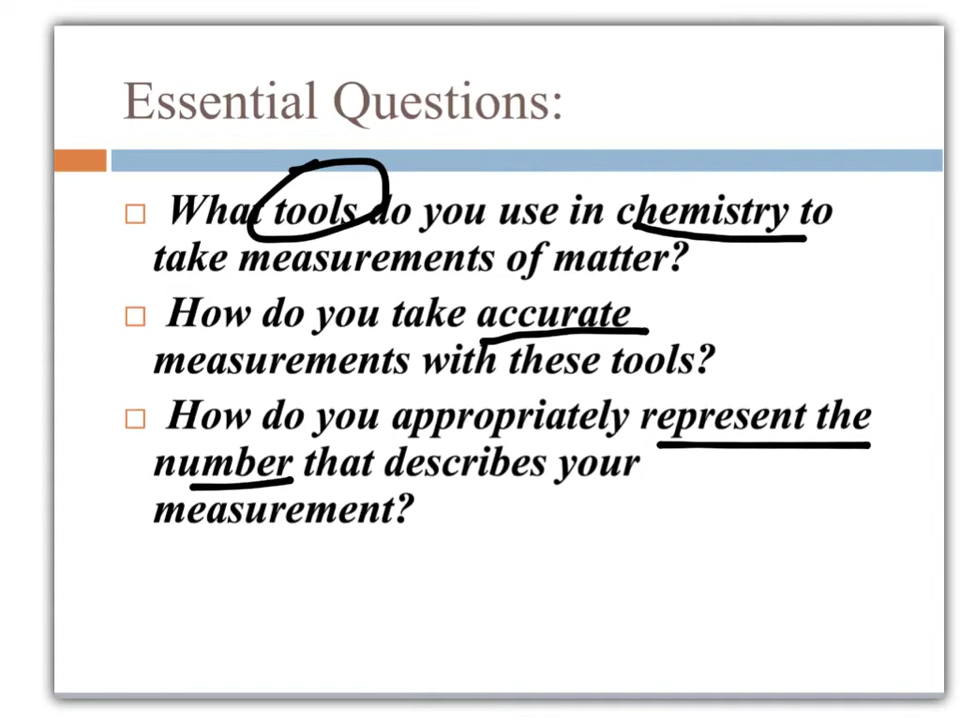 Essential Questions:
What tools do you use in chemistry to
take measurements of matter?
How do you take accurate
measurements with these tools?
How do you appropriately represent the
number that describes your
measurement?